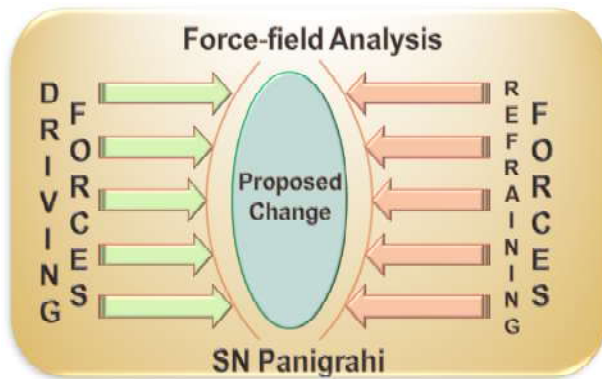 Force-field Analysis
DRIVING
FORCES
Proposed
Change
REFRAINING
FORCES
SN Panigrahi